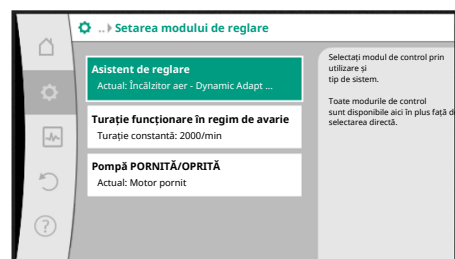 .. Setarea modului de reglare
Asistent de reglare
Actual: Încălzitor aer - Dynamic Adapt ...
Turație funcționare în regim de avarie
Turație constantă: 2000/min
Pompă PORNITĂ/OPRITĂ
Actual: Motor pornit
Selectați modul de control prin
utilizare și
tip de sistem.
Toate modurile de control
sunt disponibile aici în plus față d
selectarea directă.
?